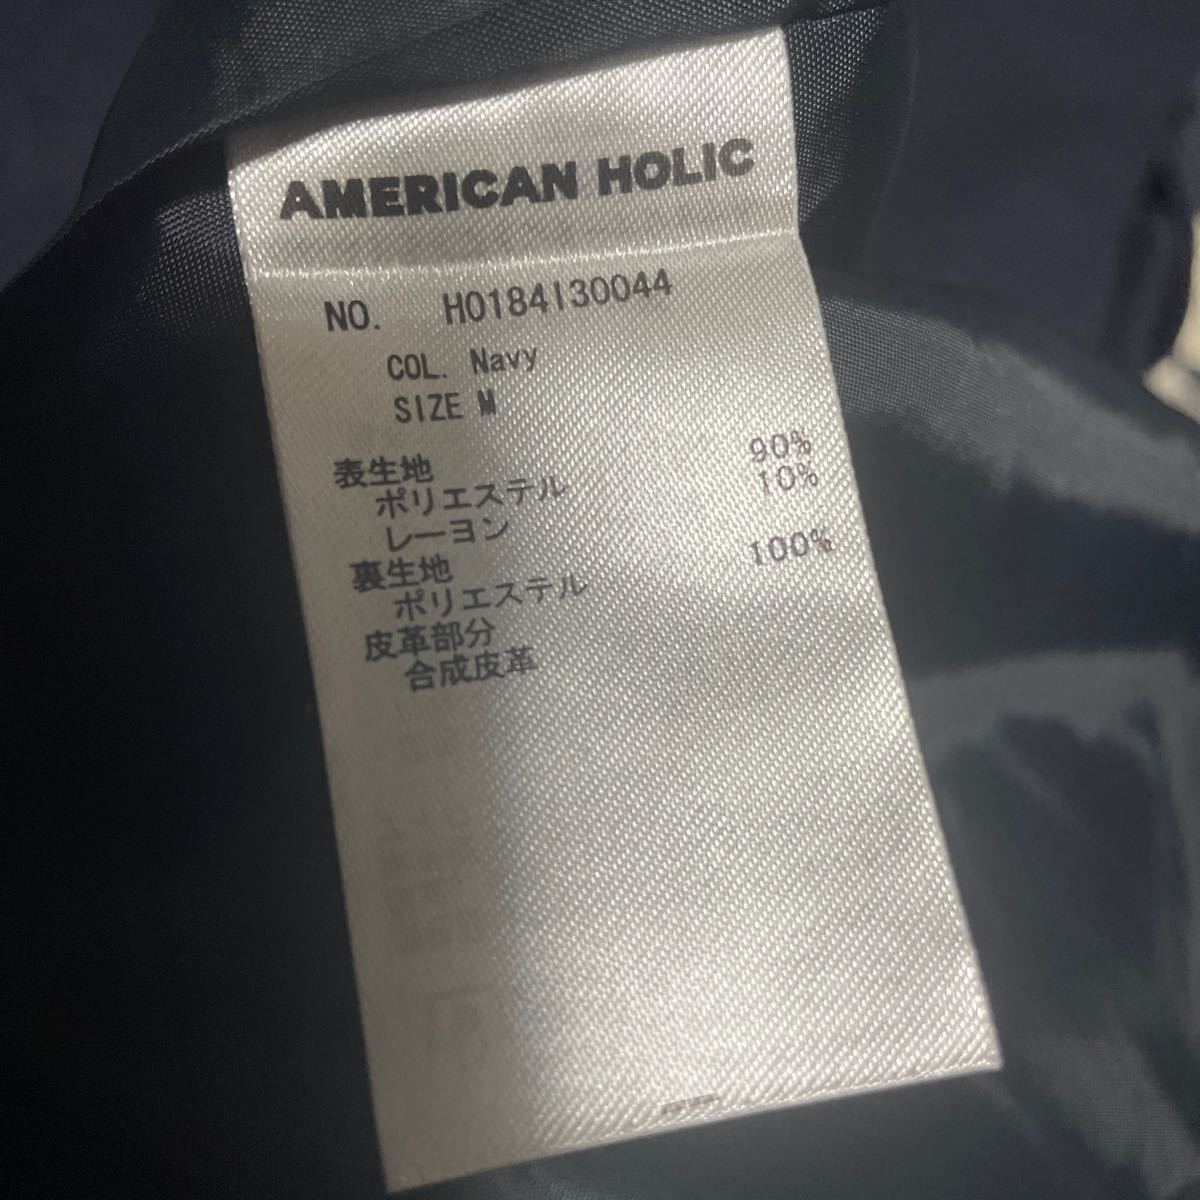 AMERICAN HOLIC
NO. H0184130044
COL. Navy
SIZE M
表生地
ポリエステル 90%
レーヨン 10%
裏生地
ポリエステル 100%
皮革部分
合成皮革